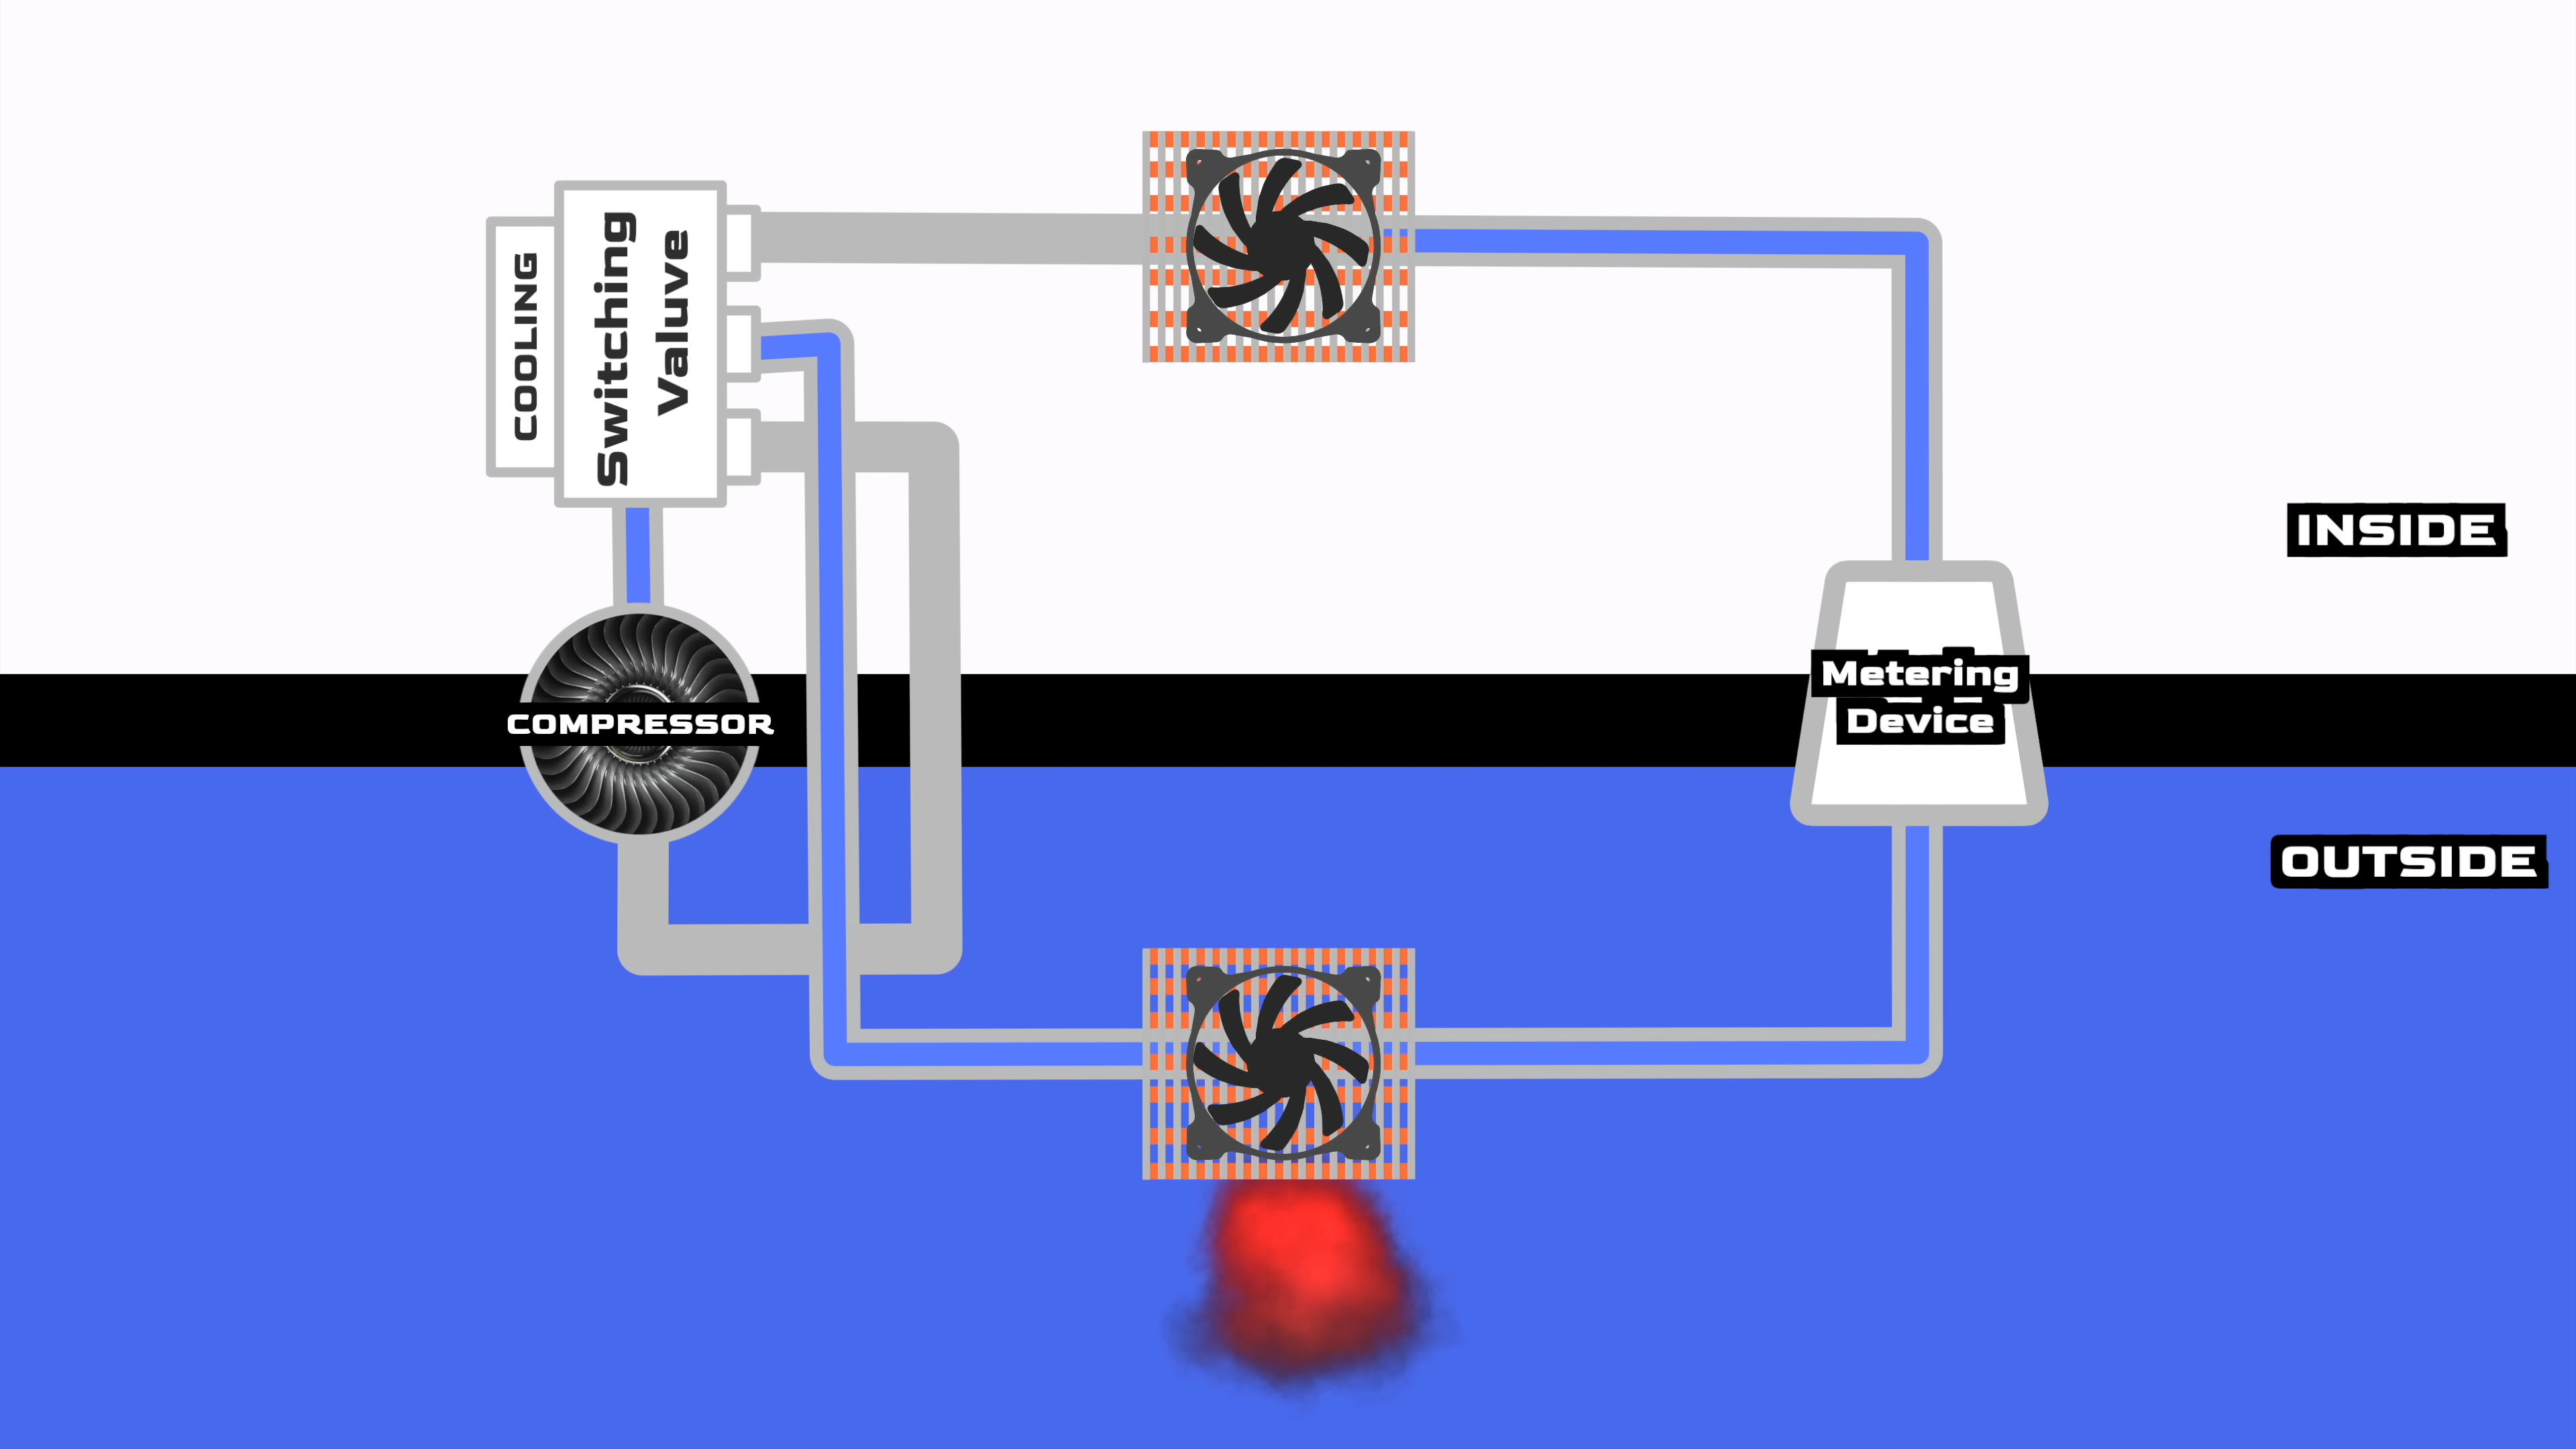 COOLING
Switching
Valuve
INSIDE
Metering
Device
COMPRESSOR
OUTSIDE